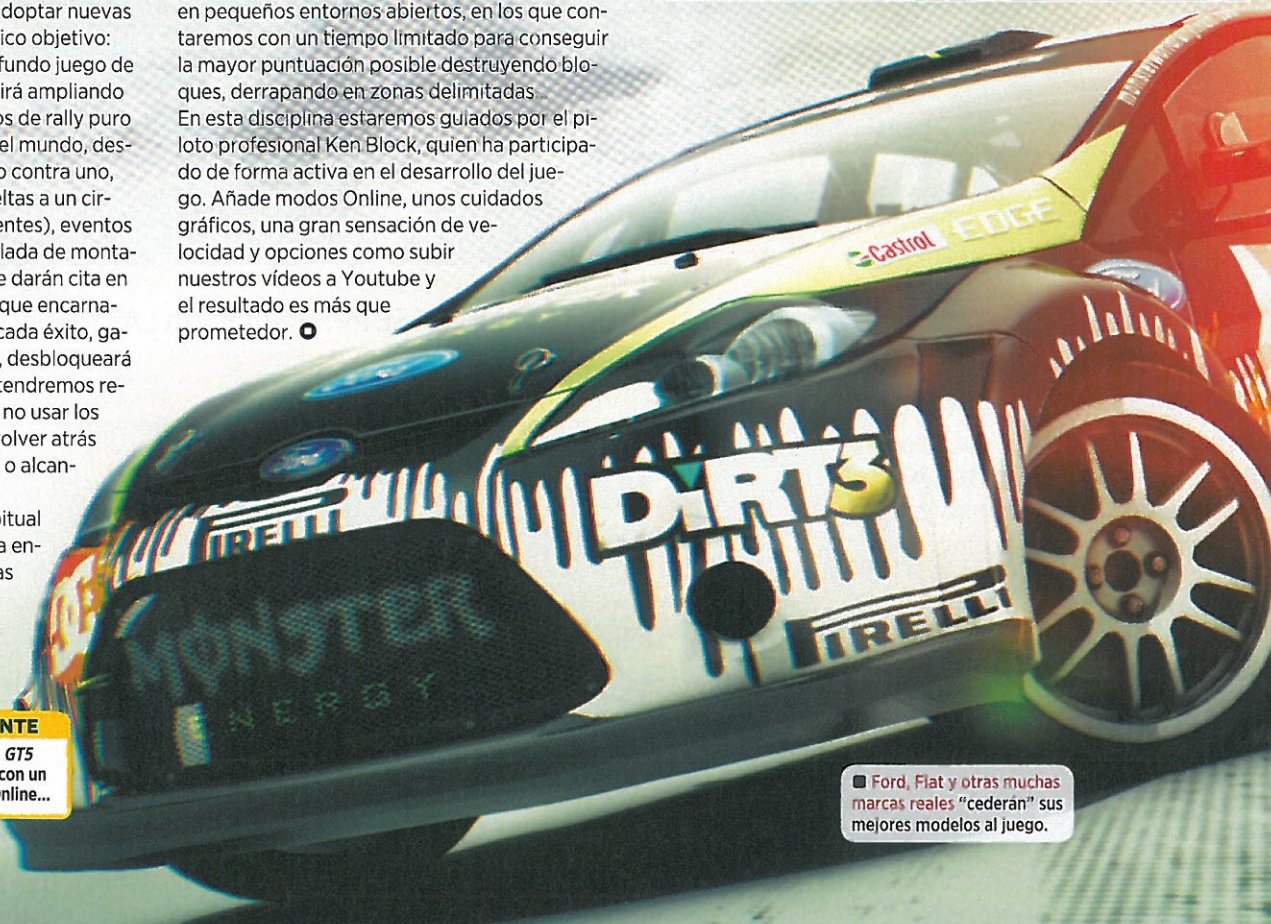 doptar nuevas
ico objetivo:
fundo juego de
irá ampliando
os de rally puro
el mundo, des-
o contra uno,
eltas a un cir-
entes), eventos
lada de monta-
e darán cita en
que encarna-
cada éxito, ga-
, desbloqueará
tendremos re-
no usar los
volver atrás
o alcan-
bitual
a en-
as
en pequeños entornos abiertos, en los que con-
taremos con un tiempo limitado para conseguir
la mayor puntuación posible destruyendo blo-
ques, derrapando en zonas delimitadas.
En esta disciplina estaremos guiados por el pi-
loto profesional Ken Block, quien ha participa-
do de forma activa en el desarrollo del jue-
go. Añade modos Online, unos cuidados
gráficos, una gran sensación de ve-
locidad y opciones como subir
nuestros vídeos a Youtube y
el resultado es más que
prometedor.
Castrol EDGE
Ford
Ford
DiRT3
PIRELLI
PIRELLI
MONSTER
ENERGY
NTE
GT5
con un
nline...
Ford, Fiat y otras muchas
marcas reales “cederán” sus
mejores modelos al juego.